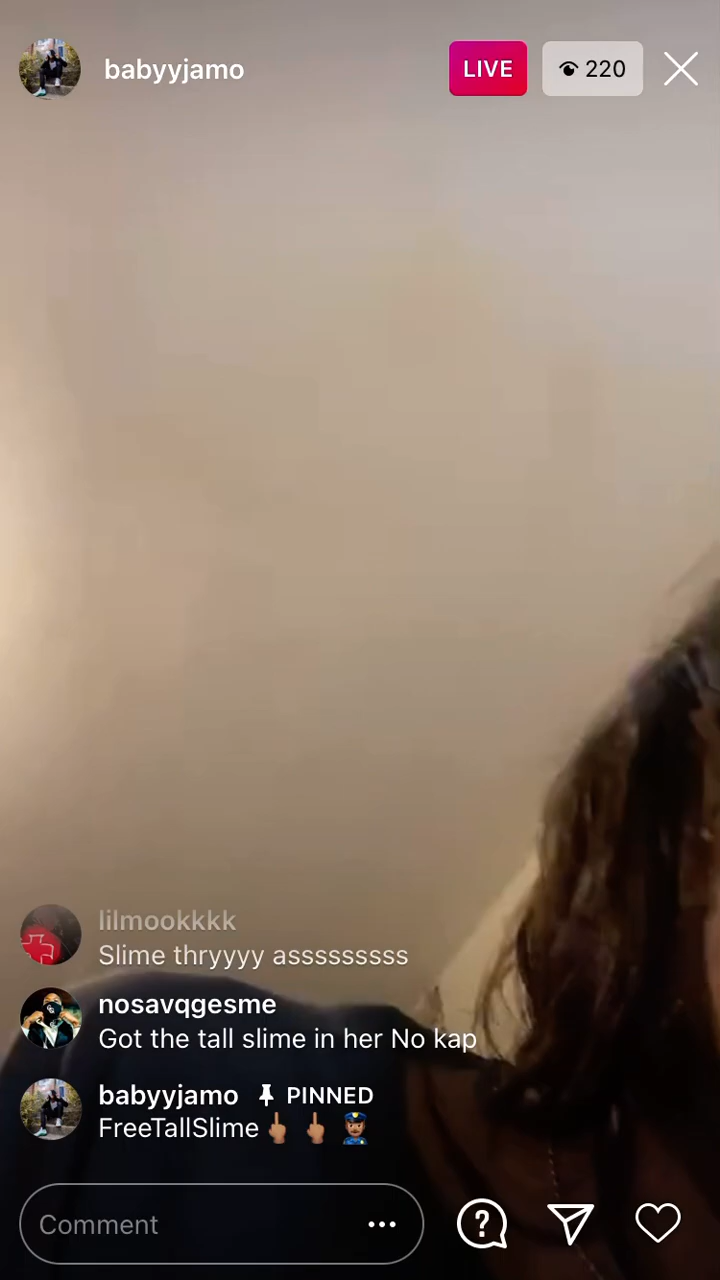 babyyjamo
LIVE
220
lilmookkkk
Slime thryyyy asssssssss
nosavqgesme
Got the tall slime in her No kap
babyyjamo PINNED
FreeTallSlime🖕🏽🖕🏽👮🏽‍♂️
Comment